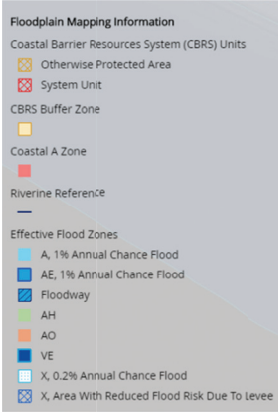 Floodplain Mapping Information
Coastal Barrier Resources System (CBRS) Units
Otherwise Protected Area
System Unit
CBRS Buffer Zone
Coastal A Zone
Riverine Reference
Effective Flood Zones
A, 1% Annual Chance Flood
AE, 1% Annual Chance Flood
Floodway
AH
AO
VE
X, 0.2% Annual Chance Flood
X, Area With Reduced Flood Risk Due To Levee